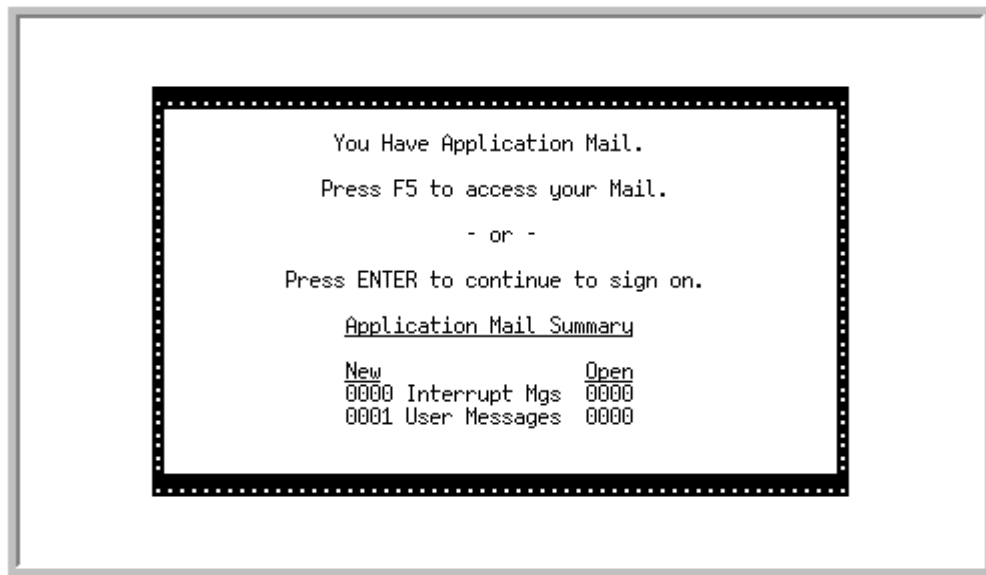 You Have Application Mail.
Press F5 to access your Mail.
- or -
Press ENTER to continue to sign on.
Application Mail Summary
New Open
0000 Interrupt Mgs 0000
0001 User Messages 0000